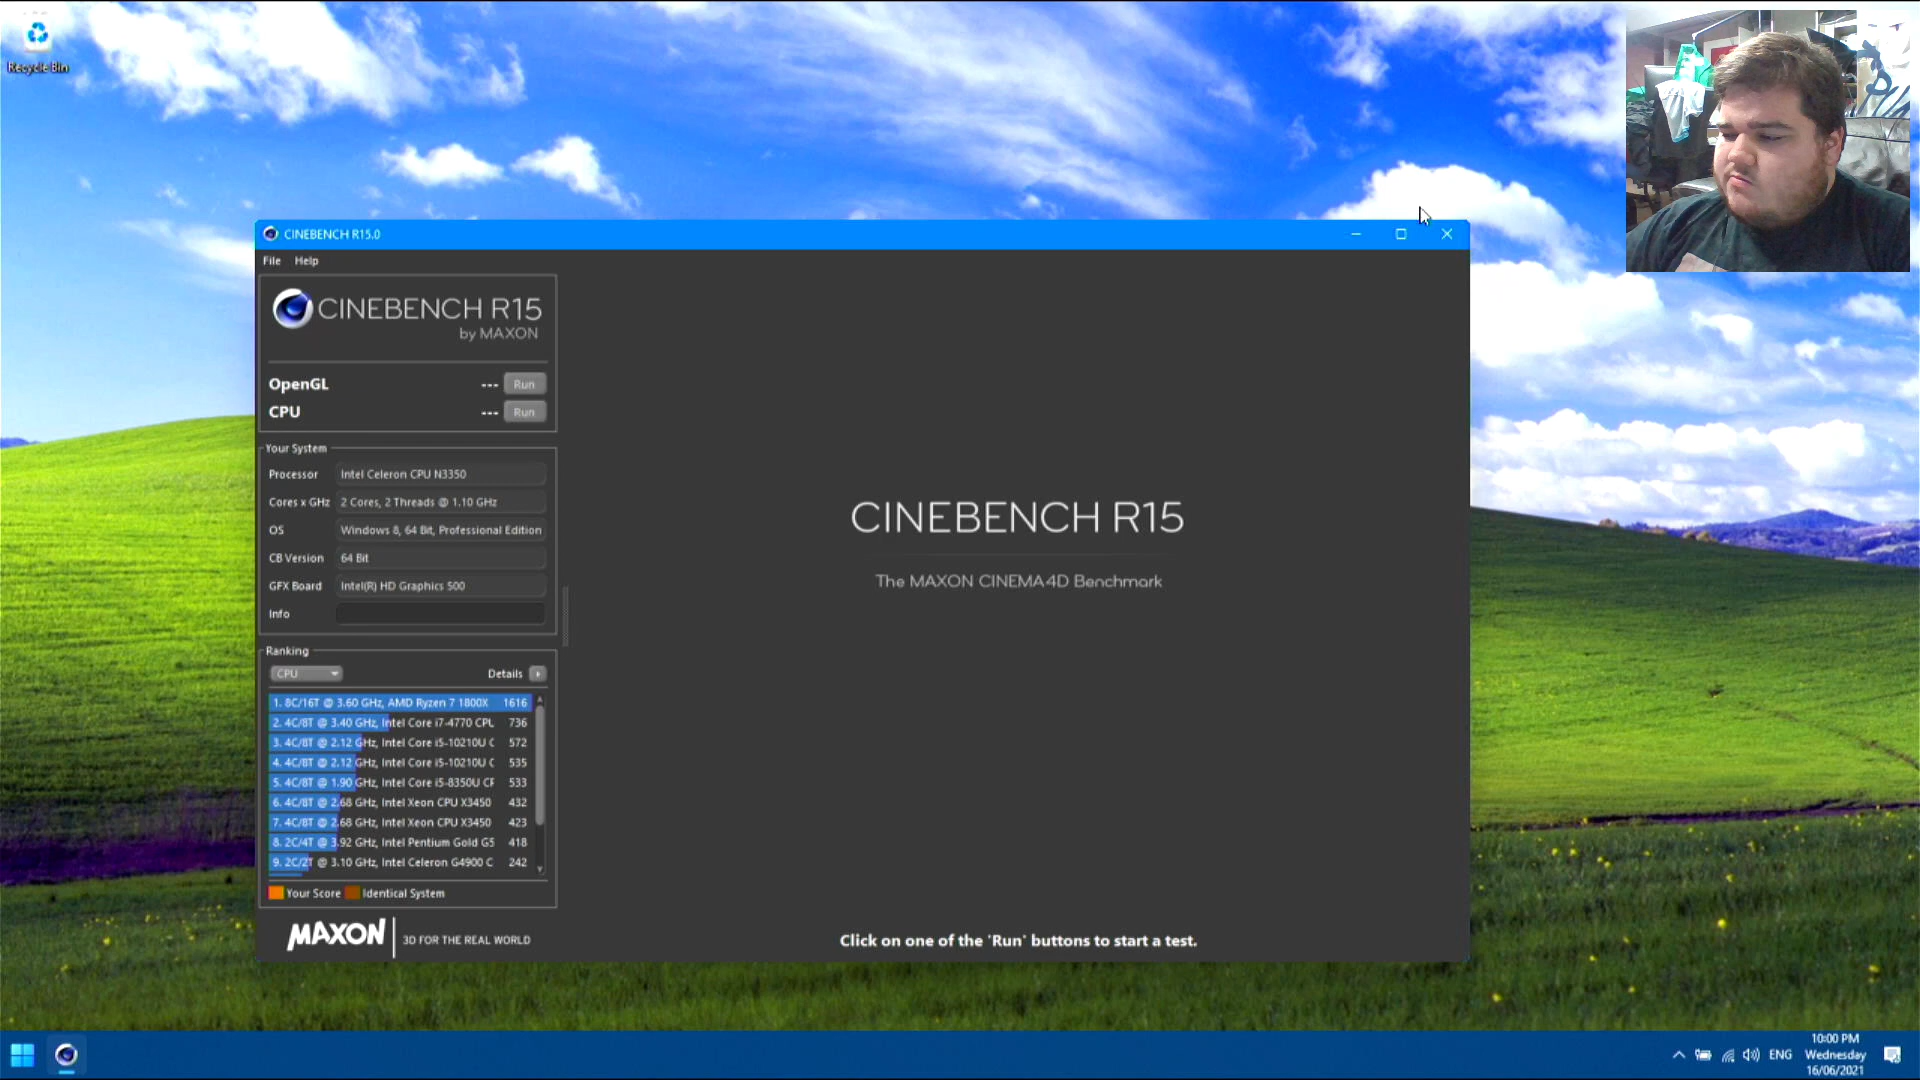 Recycle Bin
CINEBENCH R15.0
File Help
CINEBENCH R15
by MAXON
OpenGL --- Run
CPU --- Run
Your System
Processor Intel Celeron CPU N3350
Cores x GHz 2 Cores, 2 Threads @ 1.10 GHz
OS Windows 8, 64 Bit, Professional Edition
CB Version 64 Bit
GFX Board Intel(R) HD Graphics 500
Info
Ranking
CPU Details
1. 8C/16T @ 3.60 GHz, AMD Ryzen 7 1800X 1616
2. 4C/8T @ 3.40 GHz, Intel Core i7-4770 CPU 736
3. 4C/8T @ 2.12 GHz, Intel Core i5-10210U C 572
4. 4C/8T @ 2.12 GHz, Intel Core i5-10210U C 535
5. 4C/8T @ 1.90 GHz, Intel Core i5-8350U CP 533
6. 4C/8T @ 2.68 GHz, Intel Xeon CPU X3450 432
7. 4C/8T @ 2.68 GHz, Intel Xeon CPU X3450 423
8. 2C/4T @ 3.92 GHz, Intel Pentium Gold G5 418
9. 2C/2T @ 3.10 GHz, Intel Celeron G4900 C 242
Your Score Identical System
MAXON 3D FOR THE REAL WORLD
CINEBENCH R15
The MAXON CINEMA4D Benchmark
Click on one of the 'Run' buttons to start a test.
ENG
10:00 PM
Wednesday
16/06/2021